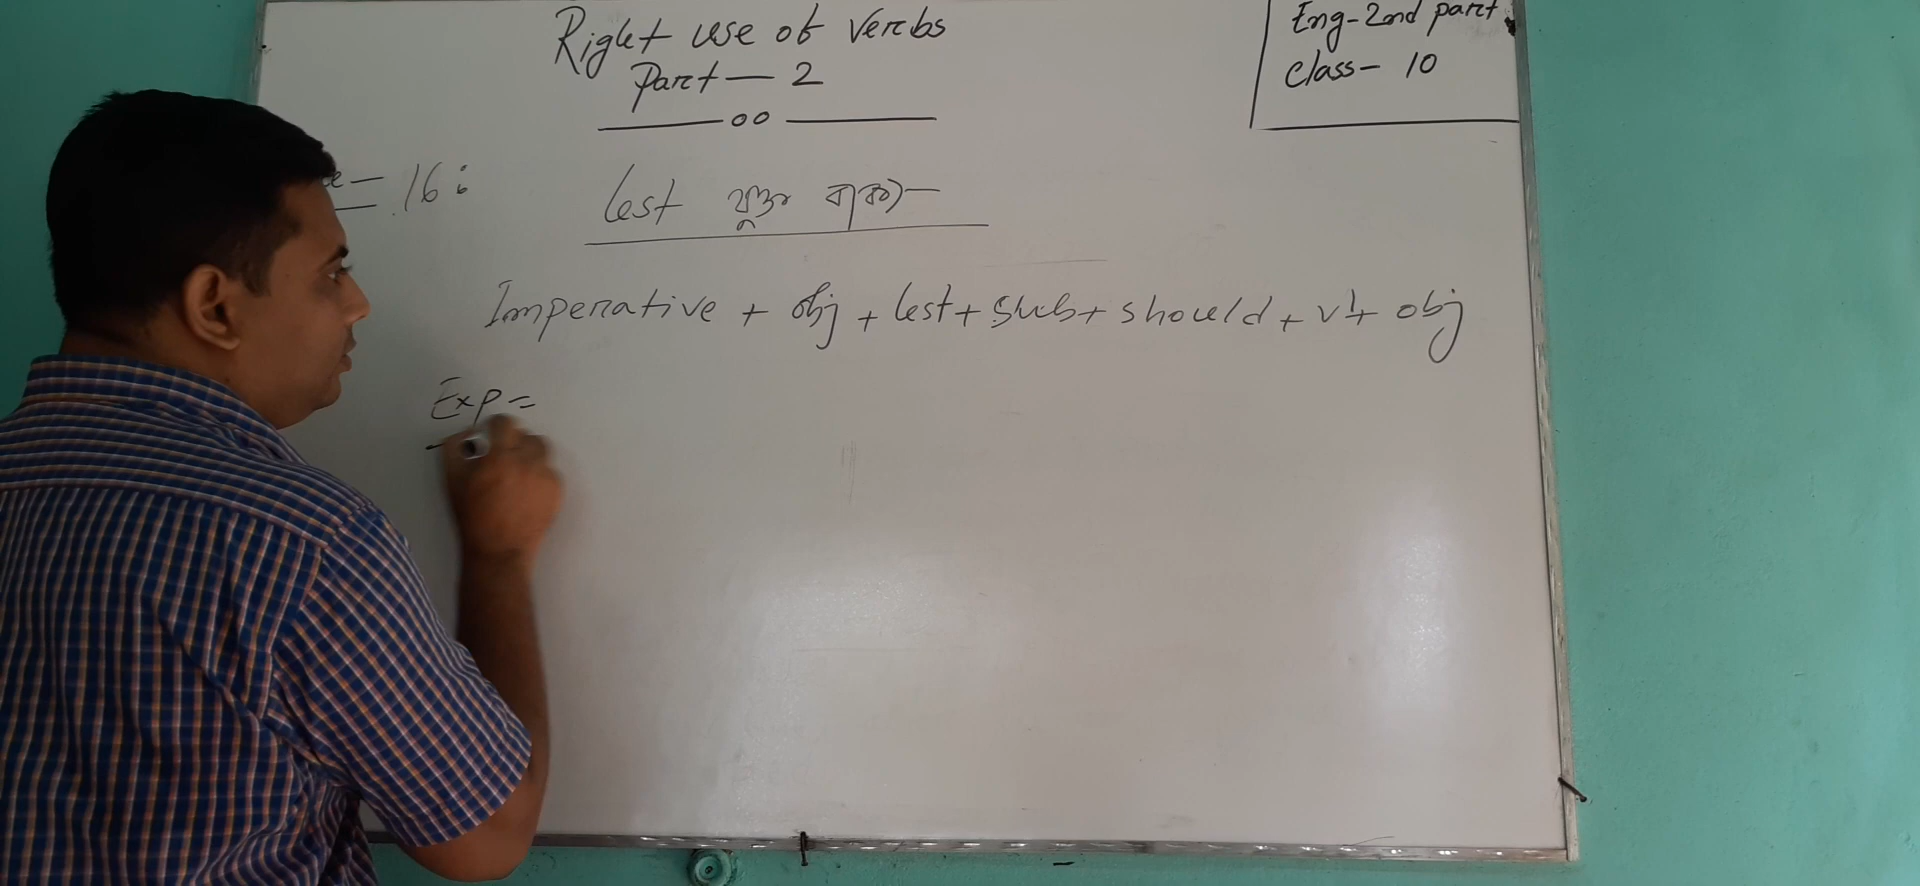 Right use of Verbs
Part — 2
Eng-2nd part
Class- 10
16:
lest যুক্ত বাক্য—
Imperative + obj + lest + sub + should + v1 + obj
Exp =